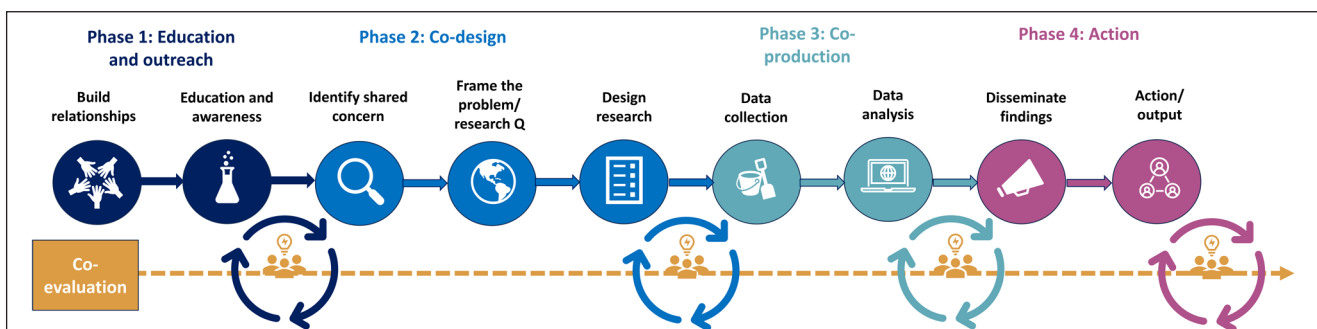 Phase 1: Education
and outreach
Phase 2: Co-design
Phase 3: Co-
production
Phase 4: Action
Build
relationships
Education and
awareness
Identify shared
concern
Frame the
problem/
research Q
Design
research
Data
collection
Data
analysis
Disseminate
findings
Action/
output
Co-
evaluation